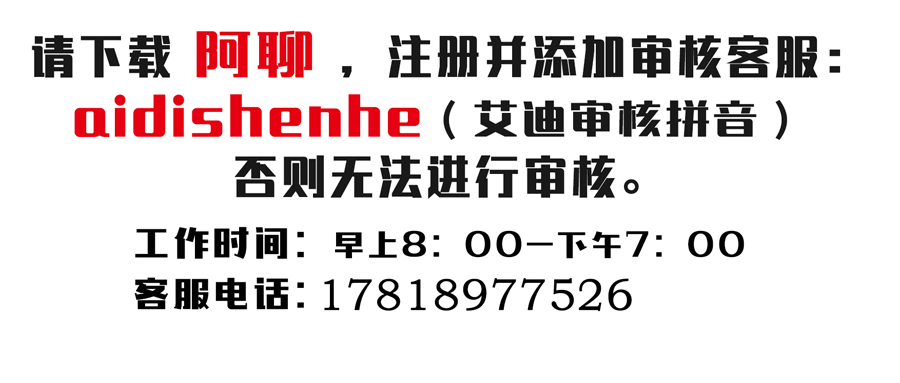 请下载 阿聊 ，注册并添加审核客服：
aidishenhe（艾迪审核拼音）
否则无法进行审核。
工作时间：早上8：00—下午7：00
客服电话：17818977526